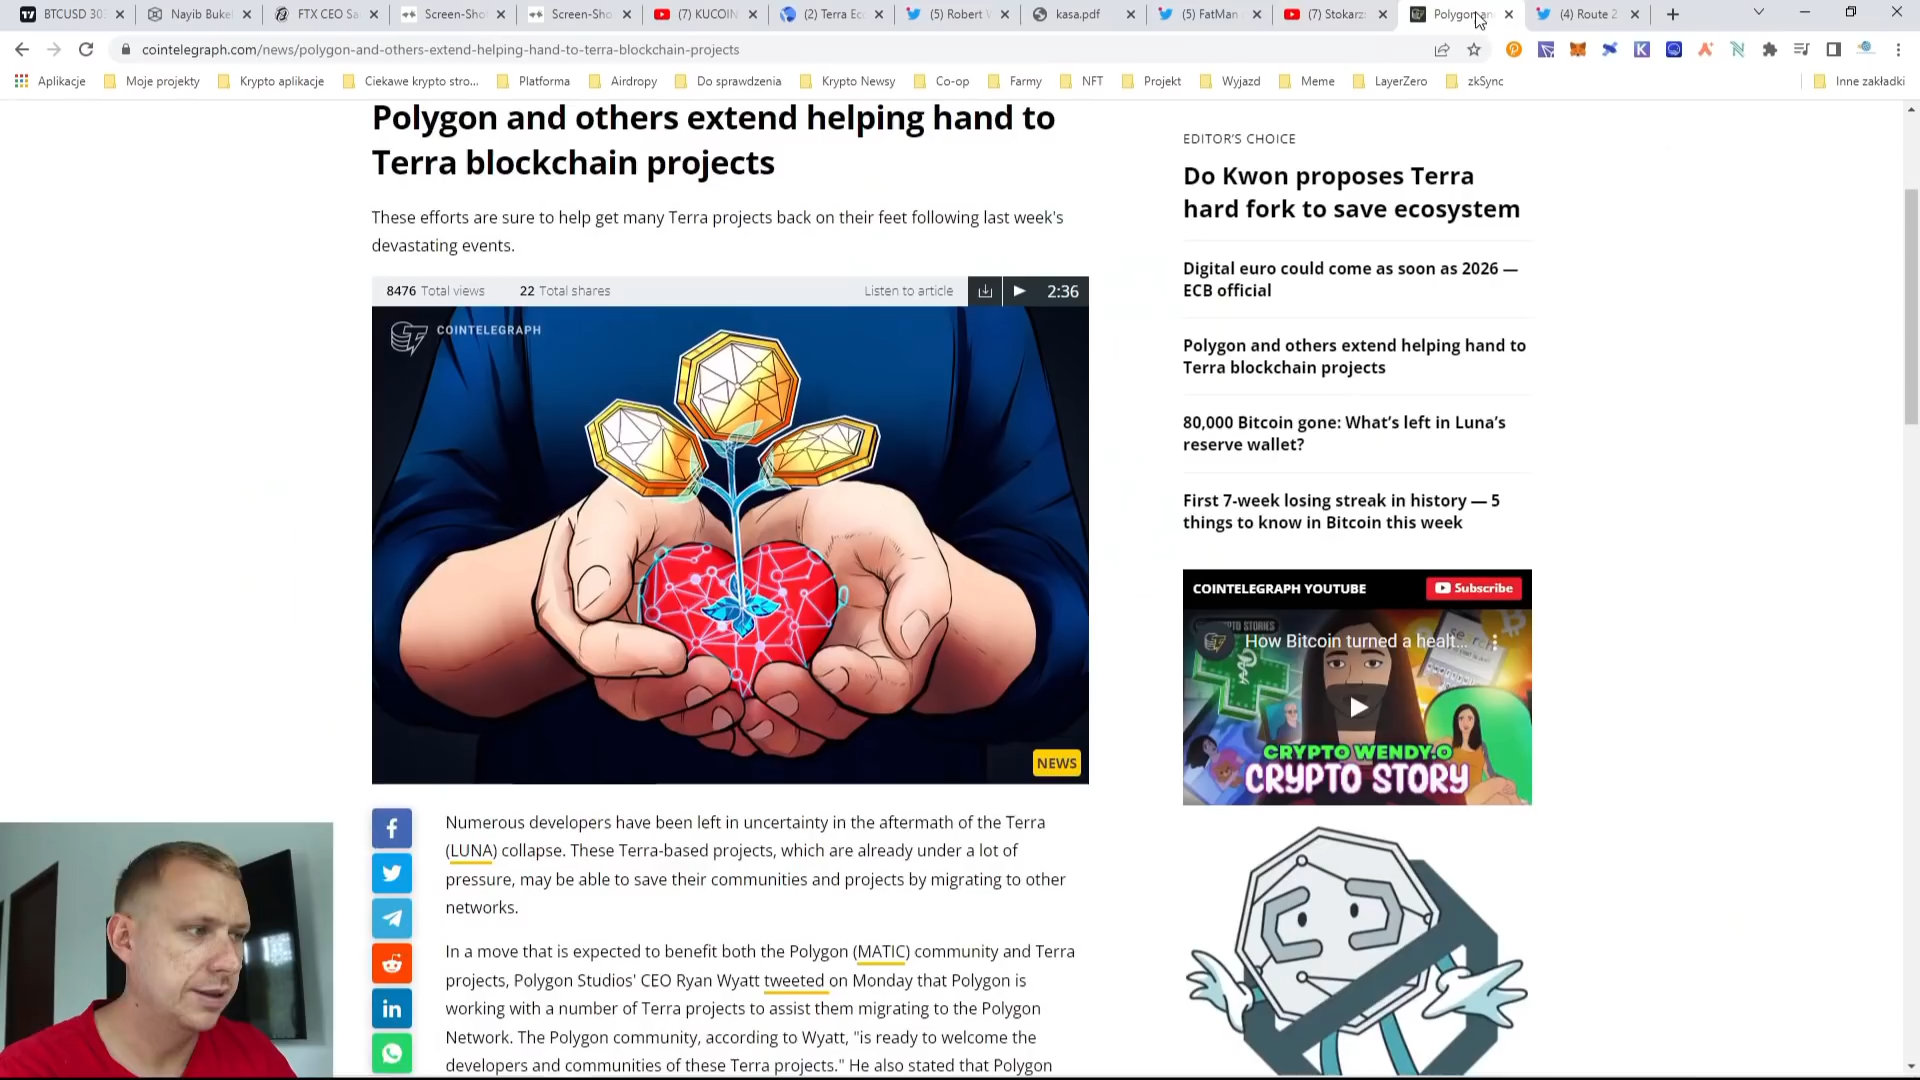 BTCUSD 30
Nayib Buke
FTX CEO Sa
Screen-Sho
Screen-Sho
(7) KUCOIN
(2) Terra Ec
(5) Robert
kasa.pdf
(5) FatMan
(7) Stokarz
Polygon an
(4) Route 2
cointelegraph.com/news/polygon-and-others-extend-helping-hand-to-terra-blockchain-projects
Aplikacje
Moje projekty
Krypto aplikacje
Ciekawe krypto stro...
Platforma
Airdropy
Do sprawdzenia
Krypto Newsy
Co-op
Farmy
NFT
Projekt
Wyjazd
Meme
LayerZero
zkSync
Inne zakładki
Polygon and others extend helping hand to
Terra blockchain projects
These efforts are sure to help get many Terra projects back on their feet following last week's
devastating events.
8476 Total views
22 Total shares
Listen to article
2:36
COINTELEGRAPH
NEWS
Numerous developers have been left in uncertainty in the aftermath of the Terra
(LUNA) collapse. These Terra-based projects, which are already under a lot of
pressure, may be able to save their communities and projects by migrating to other
networks.
In a move that is expected to benefit both the Polygon (MATIC) community and Terra
projects, Polygon Studios' CEO Ryan Wyatt tweeted on Monday that Polygon is
working with a number of Terra projects to assist them migrating to the Polygon
Network. The Polygon community, according to Wyatt, "is ready to welcome the
developers and communities of these Terra projects." He also stated that Polygon
EDITOR'S CHOICE
Do Kwon proposes Terra
hard fork to save ecosystem
Digital euro could come as soon as 2026 —
ECB official
Polygon and others extend helping hand to
Terra blockchain projects
80,000 Bitcoin gone: What's left in Luna's
reserve wallet?
First 7-week losing streak in history — 5
things to know in Bitcoin this week
COINTELEGRAPH YOUTUBE
Subscribe
How Bitcoin turned a healt...
CRYPTO WENDY.O
CRYPTO STORY